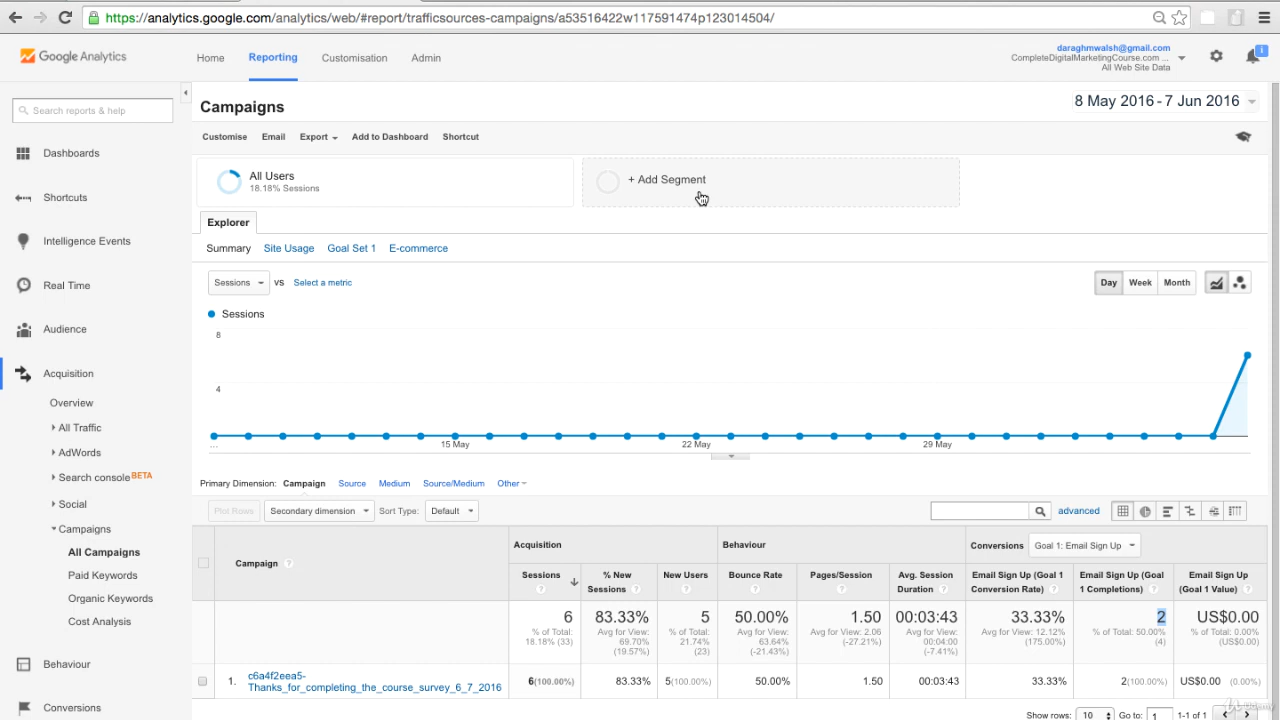 https://analytics.google.com/analytics/web/#report/trafficsources-campaigns/a53516422w117591474p123014504/
Google Analytics
Home Reporting Customisation Admin
daraghmwalsh@gmail.com
CompleteDigitalMarketingCourse.com ...
All Web Site Data
1
Search reports & help
Dashboards
Shortcuts
Intelligence Events
Real Time
Audience
Acquisition
Overview
All Traffic
AdWords
Search console BETA
Social
Campaigns
All Campaigns
Paid Keywords
Organic Keywords
Cost Analysis
Behaviour
Conversions
Campaigns
8 May 2016 - 7 Jun 2016
Customise Email Export Add to Dashboard Shortcut
All Users
18.18% Sessions
+ Add Segment
Explorer
Summary Site Usage Goal Set 1 E-commerce
Sessions VS Select a metric
Day Week Month
Sessions
8
4
... 15 May 22 May 29 May
Primary Dimension: Campaign Source Medium Source/Medium Other
Plot Rows Secondary dimension Sort Type: Default advanced
Acquisition Behaviour Conversions Goal 1: Email Sign Up
Campaign ?
Sessions ?
% New Sessions ?
New Users ?
Bounce Rate ?
Pages/Session ?
Avg. Session Duration ?
Email Sign Up (Goal 1 Conversion Rate) ?
Email Sign Up (Goal 1 Completions) ?
Email Sign Up (Goal 1 Value) ?
6 83.33% 5 50.00% 1.50 00:03:43 33.33% 2 US$0.00
% of Total: Avg for View: % of Total: Avg for View: Avg for View: 2.06 Avg for View: Avg for View: 12.12% % of Total: 50.00% % of Total: 0.00%
18.18% (33) 69.70% 21.74% 63.64% (-27.21%) 00:04:00 (175.00%) (4) (US$0.00)
(19.57%) (23) (-21.43%) (-7.41%)
1. c6a4f2eea5-
Thanks_for_completing_the_course_survey_6_7_2016
6(100.00%) 83.33% 5(100.00%) 50.00% 1.50 00:03:43 33.33% 2(100.00%) US$0.00 (0.00%)
Show rows: 10 Go to: 1 1-1 of 1
Udemy